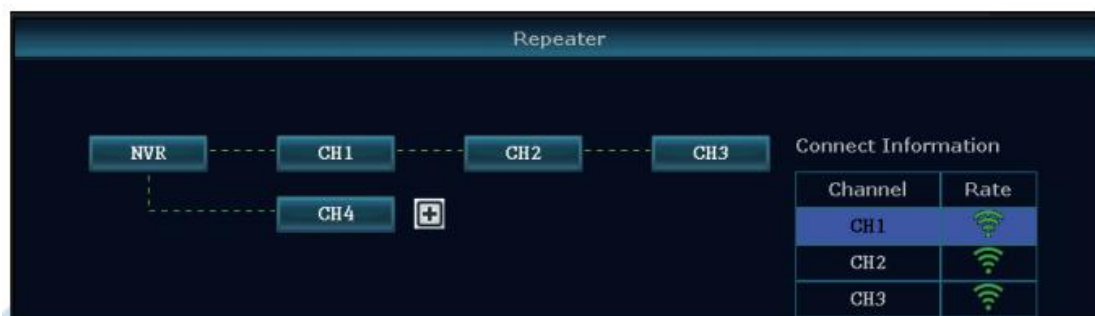 Repeater
NVR CH1 CH2 CH3
CH4
Connect Information
Channel Rate
CH1
CH2
CH3